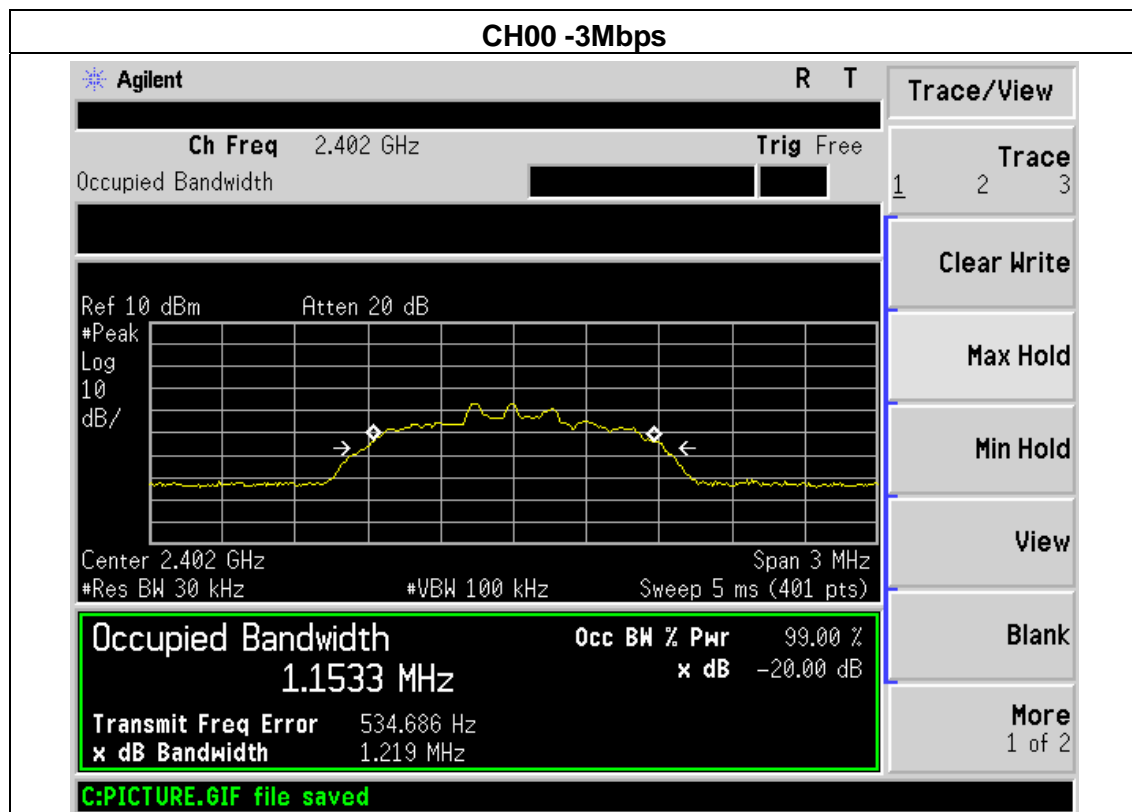 CH00 -3Mbps
Agilent R T
Trace/View
Ch Freq 2.402 GHz Trig Free
Occupied Bandwidth
Trace
1 2 3
Clear Write
Max Hold
Min Hold
View
Blank
More
1 of 2
Ref 10 dBm Atten 20 dB
#Peak
Log
10
dB/
Center 2.402 GHz Span 3 MHz
#Res BW 30 kHz #VBW 100 kHz Sweep 5 ms (401 pts)
Occupied Bandwidth Occ BW % Pwr 99.00 %
1.1533 MHz x dB -20.00 dB
Transmit Freq Error 534.686 Hz
x dB Bandwidth 1.219 MHz
C:PICTURE.GIF file saved